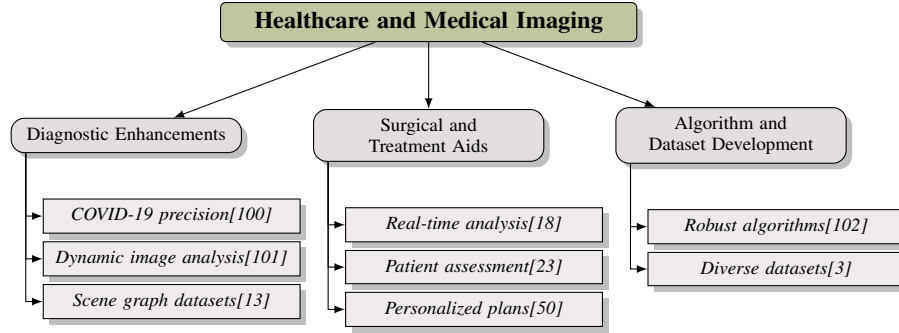 Healthcare and Medical Imaging
Diagnostic Enhancements
COVID-19 precision[100]
Dynamic image analysis[101]
Scene graph datasets[13]
Surgical and
Treatment Aids
Real-time analysis[18]
Patient assessment[23]
Personalized plans[50]
Algorithm and
Dataset Development
Robust algorithms[102]
Diverse datasets[3]